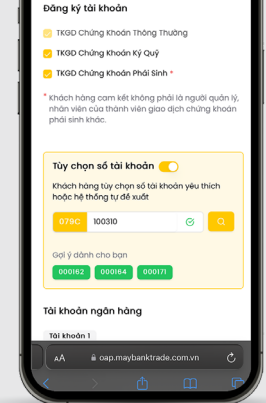 Đăng ký tài khoản
TKGD Chứng Khoán Thông Thường
TKGD Chứng Khoán Ký Quỹ
TKGD Chứng Khoán Phái Sinh *
* Khách hàng cam kết không phải là người quản lý,
nhân viên của thành viên giao dịch chứng khoán
phái sinh khác.
Tùy chọn số tài khoản
Khách hàng tùy chọn số tài khoản yêu thích
hoặc hệ thống tự đề xuất
079C 100310
Gợi ý dành cho bạn
000162 000164 000171
Tài khoản ngân hàng
Tài khoản 1
AA oap.maybanktrade.com.vn